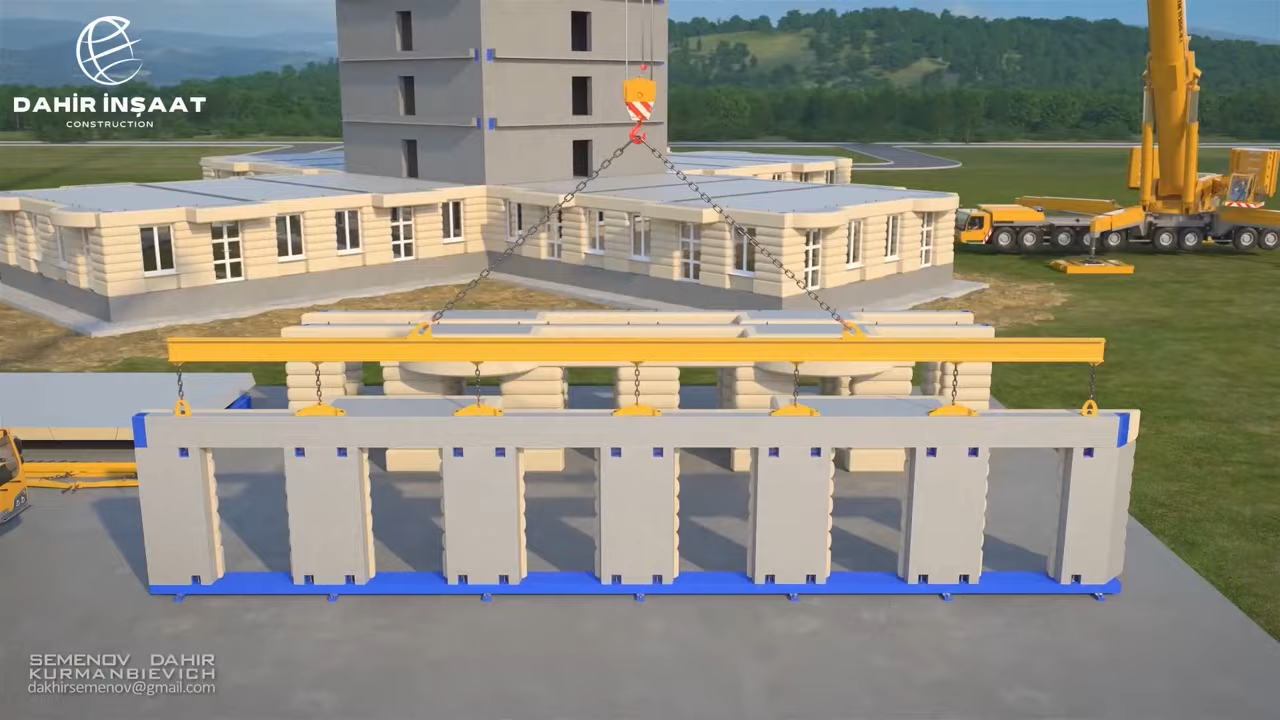 DAHİR İNŞAAT
CONSTRUCTION
SEMENOV DAHIR
KURMANBIEVICH
dakhirsemenov@gmail.com